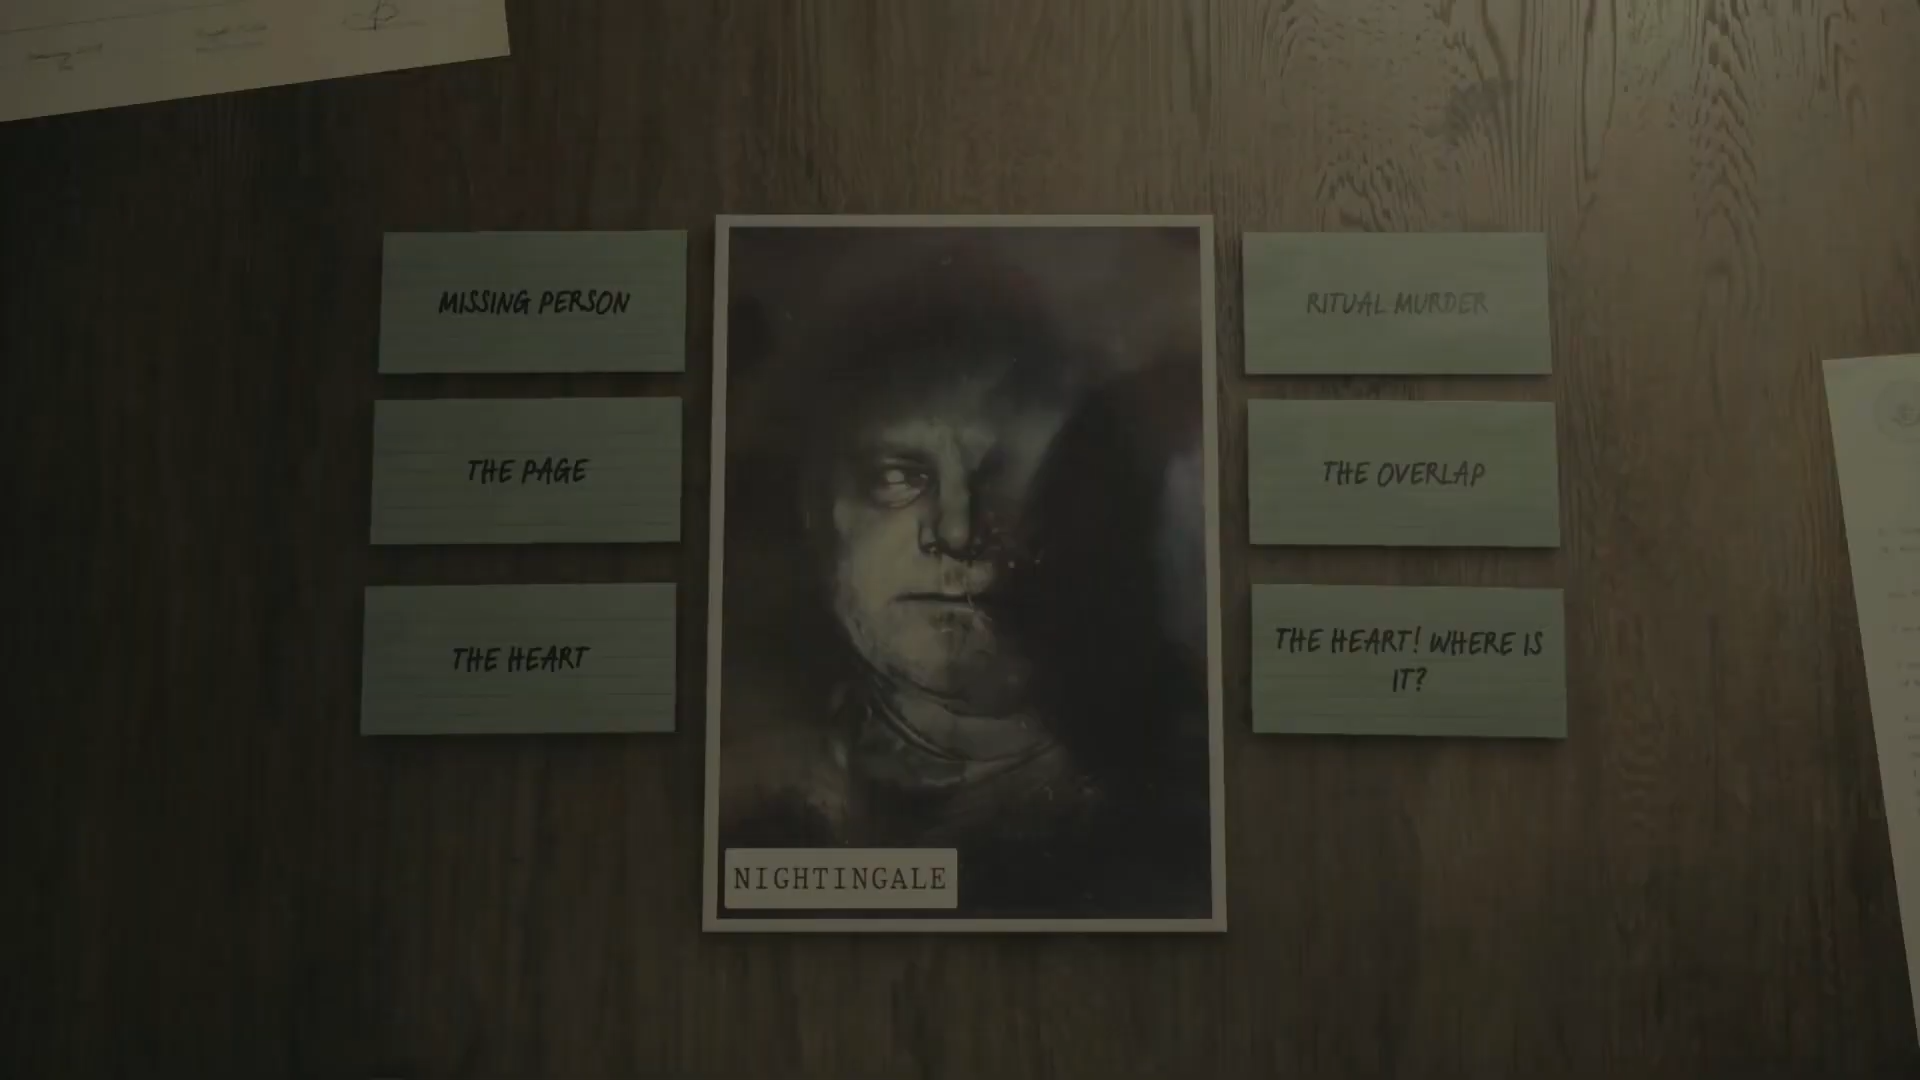 MISSING PERSON
THE PAGE
THE HEART
NIGHTINGALE
RITUAL MURDER
THE OVERLAP
THE HEART! WHERE IS
IT?